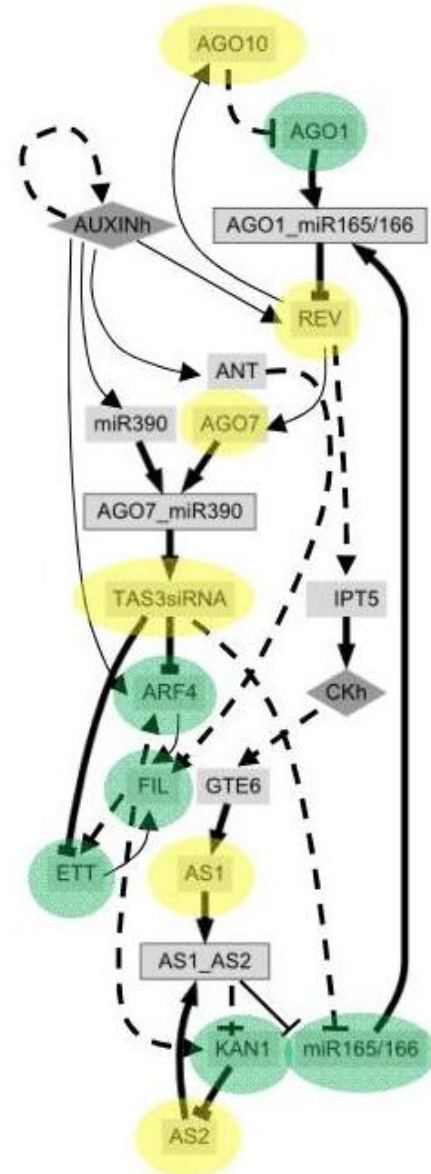 AGO10
AGO1
AUXINh
AGO1_miR165/166
REV
ANT
miR390
AGO7
AGO7_miR390
TAS3siRNA
IPT5
ARF4
CKh
FIL
GTE6
ETT
AS1
AS1_AS2
KAN1
miR165/166
AS2